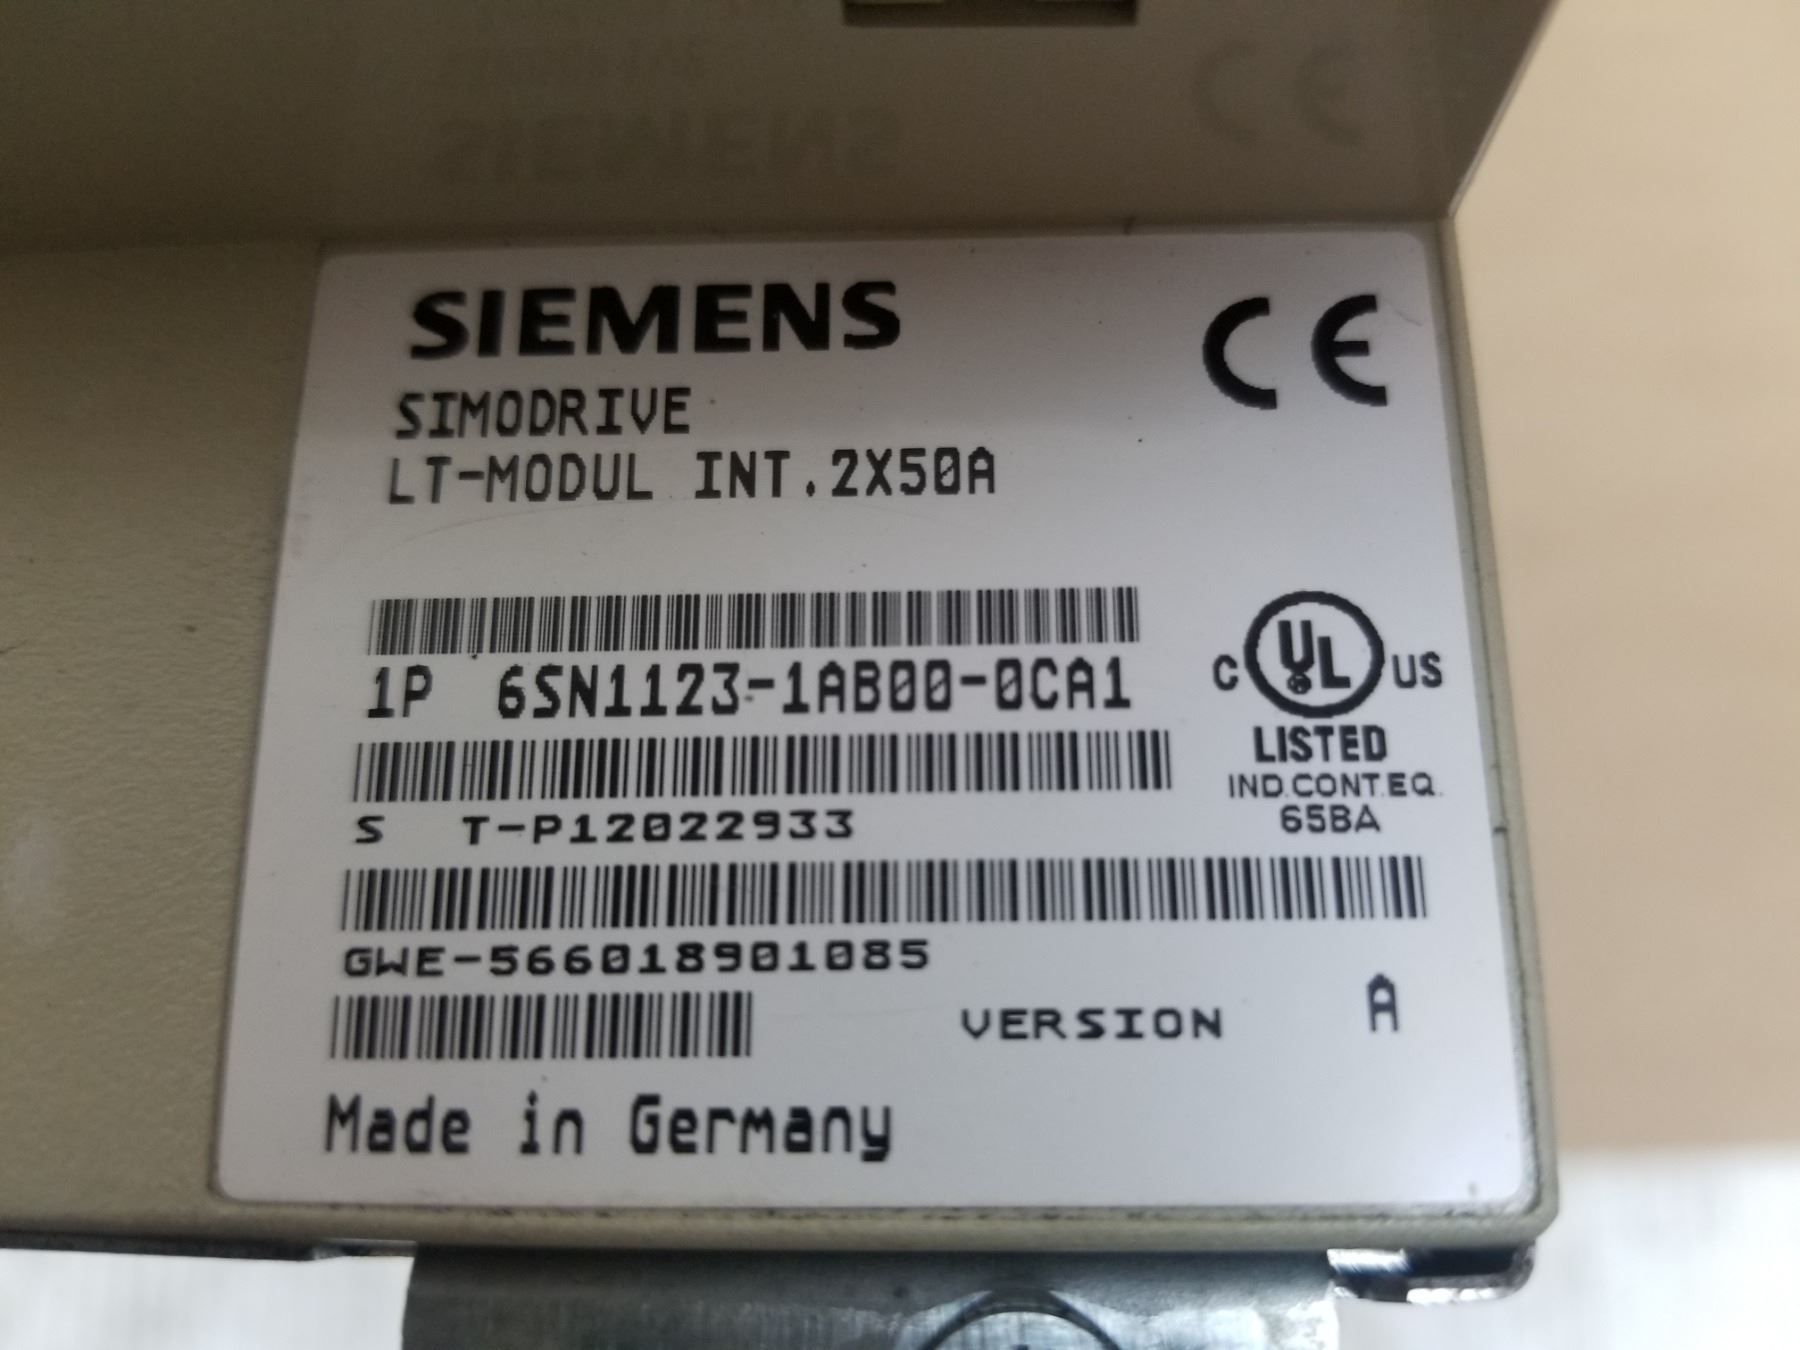 SIEMENS
CE
SIMODRIVE
LT-MODUL INT.2X50A
1P 6SN1123-1AB00-0CA1
C UL US
LISTED
IND.CONT.EQ.
65BA
S T-P12022933
GWE-566018901085
VERSION A
Made in Germany